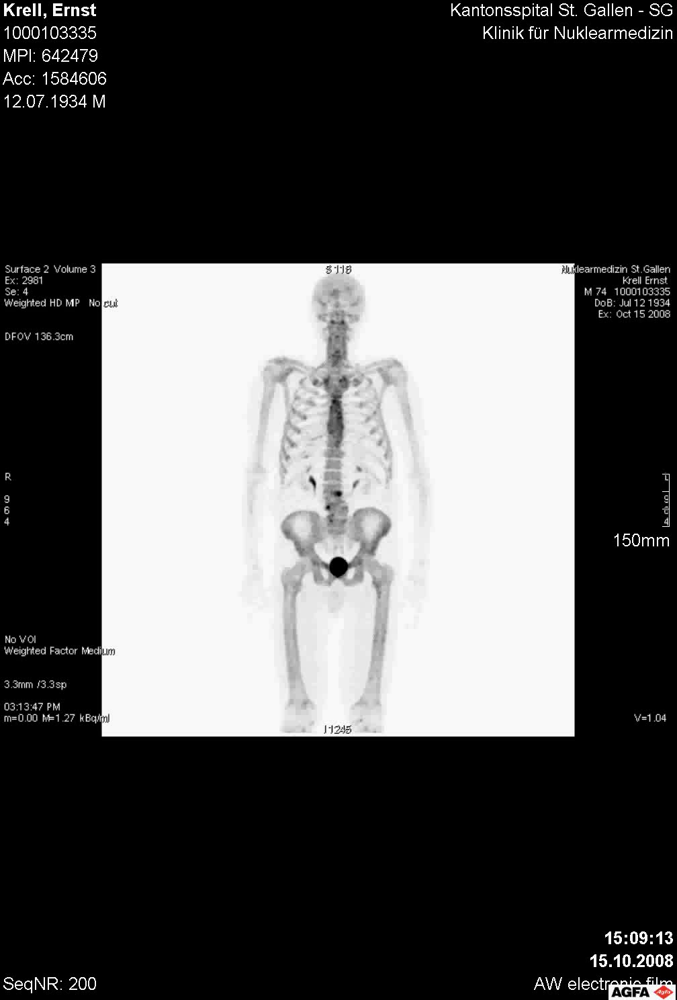 Krell, Ernst
1000103335
MPI: 642479
Acc: 1584606
12.07.1934 M
Kantonsspital St. Gallen - SG
Klinik für Nuklearmedizin
Surface 2 Volume 3
Ex: 2981
Se: 4
Weighted HD MIP No cut
DFOV 136.3cm
S 118
Nuklearmedizin St.Gallen
Krell Ernst
M 74 1000103335
DoB: Jul 12 1934
Ex: Oct 15 2008
R
9
6
4
L
9
6
4
150mm
No VOI
Weighted Factor Medium
3.3mm /3.3sp
03:13:47 PM
m=0.00 M=1.27 kBq/ml
I 1245
V=1.04
15:09:13
15.10.2008
SeqNR: 200
AW electronic film
AGFA Agfa